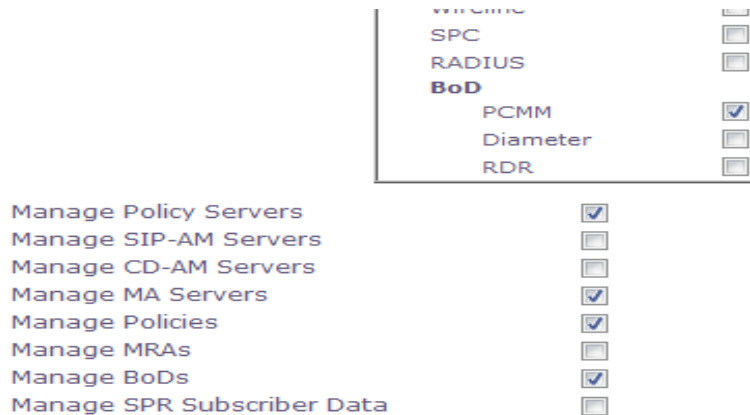 Wireline
SPC
RADIUS
BoD
PCMM
Diameter
RDR
Manage Policy Servers
Manage SIP-AM Servers
Manage CD-AM Servers
Manage MA Servers
Manage Policies
Manage MRAs
Manage BoDs
Manage SPR Subscriber Data